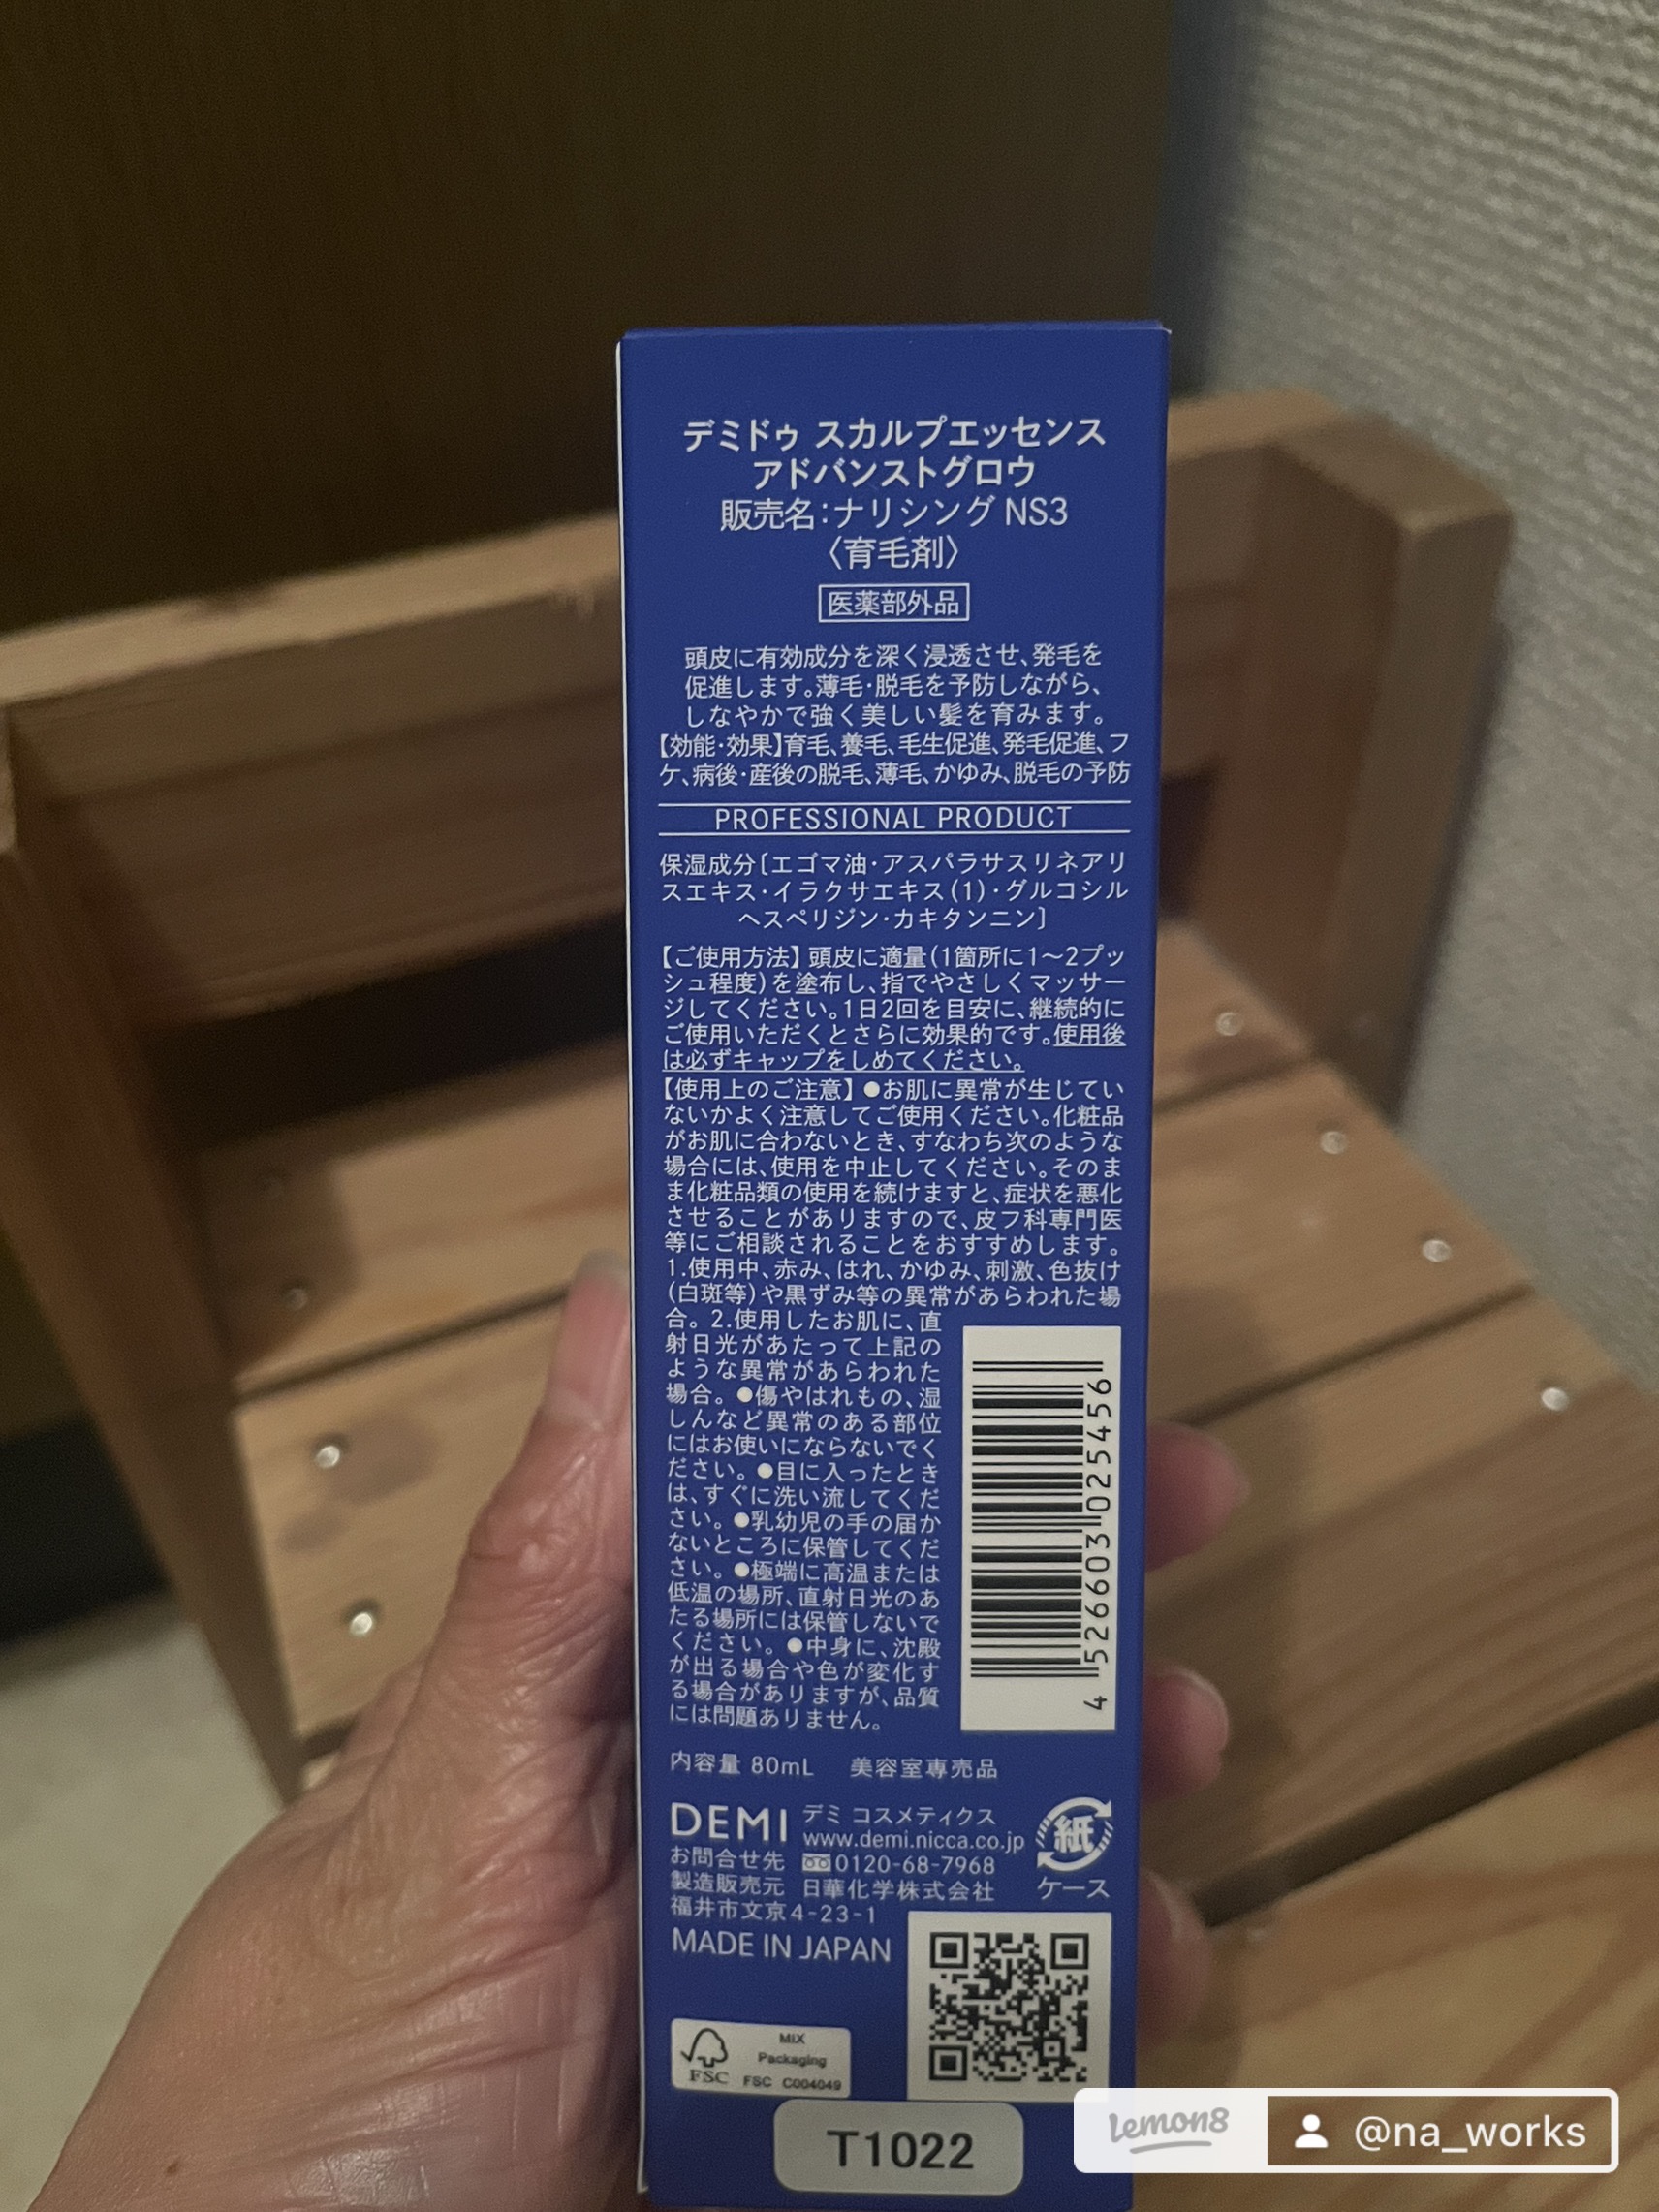 デミドゥ スカルプエッセンス
アドバンストグロウ
販売名：ナリシング NS3
〈育毛剤〉
医薬部外品
頭皮に有効成分を深く浸透させ、発毛を
促進します。薄毛・脱毛を予防しながら、
しなやかで強く美しい髪を育みます。
【効能・効果】育毛、養毛、毛生促進、発毛促進、フ
ケ、病後・産後の脱毛、薄毛、かゆみ、脱毛の予防
PROFESSIONAL PRODUCT
保湿成分〔エゴマ油・アスパラサスリネアリ
スエキス・イラクサエキス(1)・グルコシル
ヘスペリジン・カキタンニン〕
【ご使用方法】頭皮に適量(1箇所に1～2プッ
シュ程度)を塗布し、指でやさしくマッサー
ジしてください。1日2回を目安に、継続的に
ご使用いただくとさらに効果的です。使用後
は必ずキャップをしめてください。
【使用上のご注意】●お肌に異常が生じてい
ないかよく注意してご使用ください。化粧品
がお肌に合わないとき、すなわち次のような
場合には、使用を中止してください。そのま
ま化粧品類の使用を続けますと、症状を悪化
させることがありますので、皮フ科専門医
等にご相談されることをおすすめします。
1.使用中、赤み、はれ、かゆみ、刺激、色抜け
(白斑等)や黒ずみ等の異常があらわれた場
合。2.使用したお肌に、直
射日光があたって上記の
ような異常があらわれた
場合。●傷やはれもの、湿
しんなど異常のある部位
にはお使いにならないでく
ださい。●目に入ったとき
は、すぐに洗い流してくだ
さい。●乳幼児の手の届か
ないところに保管してくだ
さい。●極端に高温または
低温の場所、直射日光のあ
たる場所には保管しないで
ください。●中身に、沈殿
が出る場合や色が変化す
る場合がありますが、品質
には問題ありません。
4 526603 025456
内容量 80mL 美容室専売品
DEMI デミ コスメティクス
www.demi.nicca.co.jp
お問合せ先 0120-68-7968
製造販売元 日華化学株式会社
福井市文京4-23-1
紙
ケース
MADE IN JAPAN
MIX
Packaging
FSC FSC C004049
T1022
lemon8 @na_works